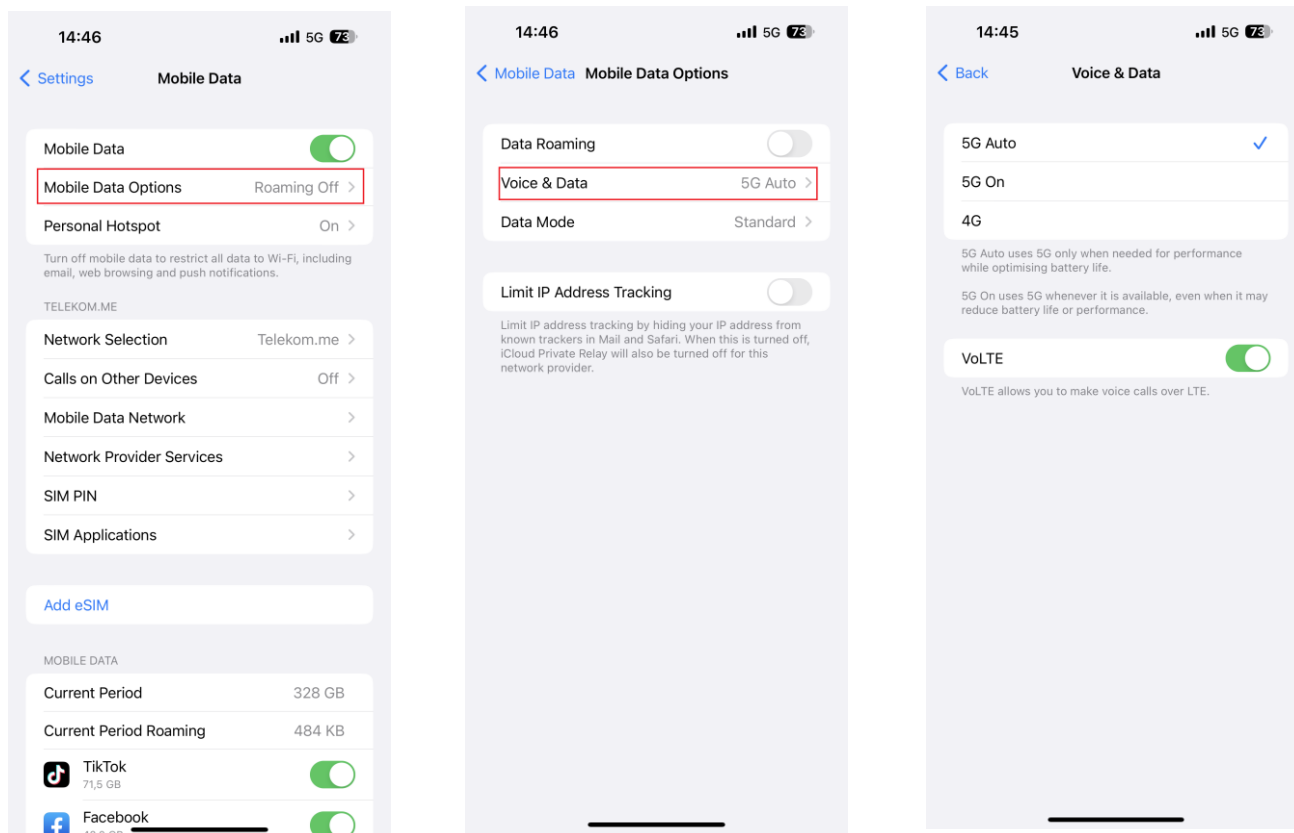 14:46
5G 73
Settings
Mobile Data
Mobile Data
Mobile Data Options Roaming Off
Personal Hotspot On
Turn off mobile data to restrict all data to Wi-Fi, including
email, web browsing and push notifications.
TELEKOM.ME
Network Selection Telekom.me
Calls on Other Devices Off
Mobile Data Network
Network Provider Services
SIM PIN
SIM Applications
Add eSIM
MOBILE DATA
Current Period 328 GB
Current Period Roaming 484 KB
TikTok
71,5 GB
Facebook
14:46
5G 73
Mobile Data Mobile Data Options
Data Roaming
Voice & Data 5G Auto
Data Mode Standard
Limit IP Address Tracking
Limit IP address tracking by hiding your IP address from
known trackers in Mail and Safari. When this is turned off,
iCloud Private Relay will also be turned off for this
network provider.
14:45
5G 73
Back
Voice & Data
5G Auto
5G On
4G
5G Auto uses 5G only when needed for performance
while optimising battery life.
5G On uses 5G whenever it is available, even when it may
reduce battery life or performance.
VoLTE
VoLTE allows you to make voice calls over LTE.